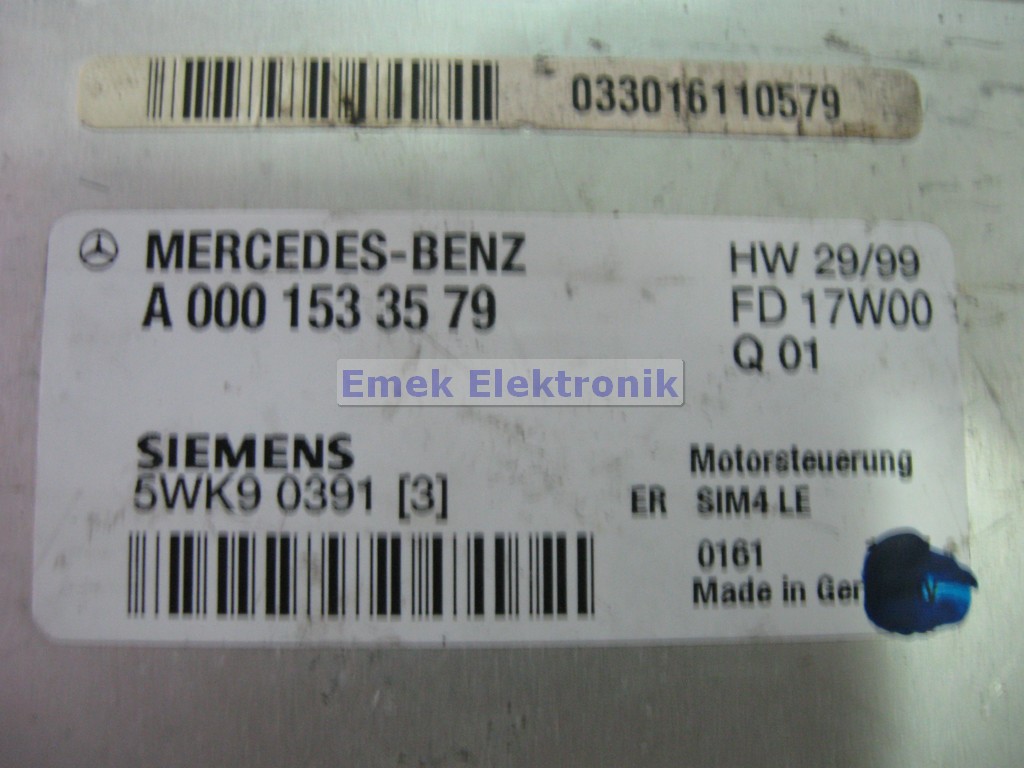 033016110579
MERCEDES-BENZ
A 000 153 35 79
HW 29/99
FD 17W00
Q 01
Emek Elektronik
SIEMENS
5WK9 0391 [3]
Motorsteuerung
ER SIM4 LE
0161
Made in Ger